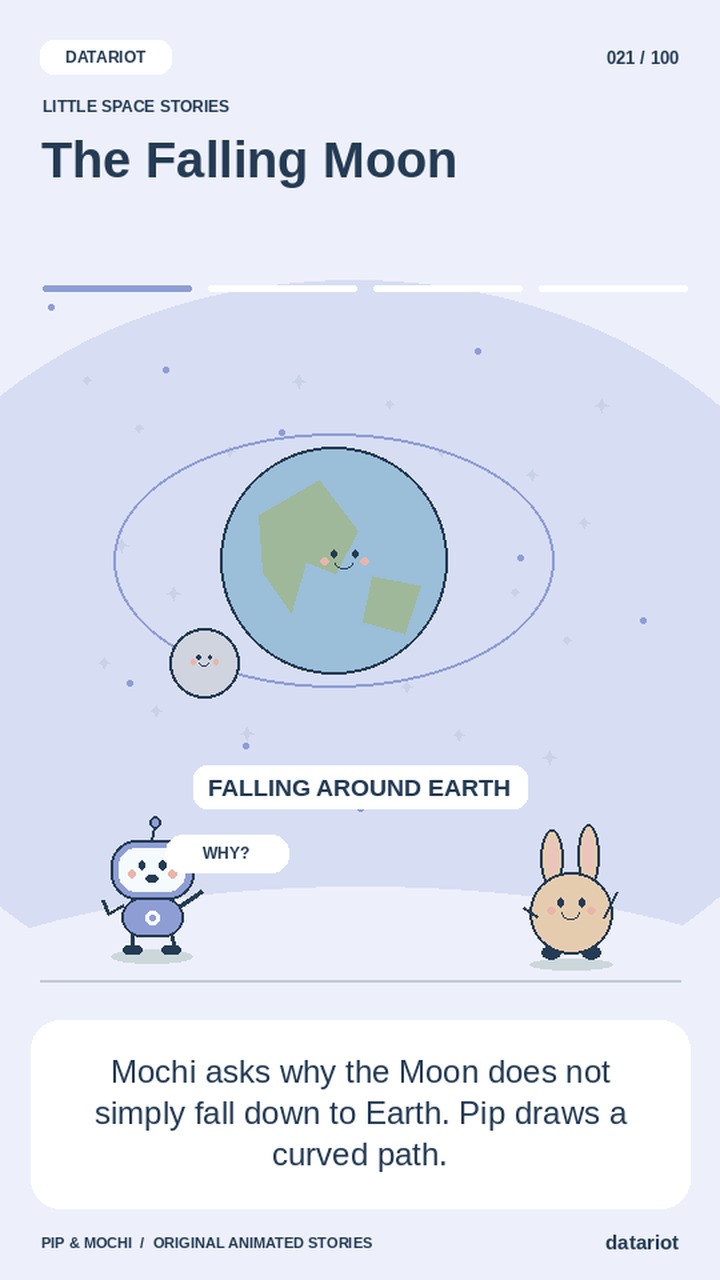 DATARIOT
021 / 100
LITTLE SPACE STORIES
The Falling Moon
FALLING AROUND EARTH
WHY?
Mochi asks why the Moon does not
simply fall down to Earth. Pip draws a
curved path.
PIP & MOCHI / ORIGINAL ANIMATED STORIES
datariot